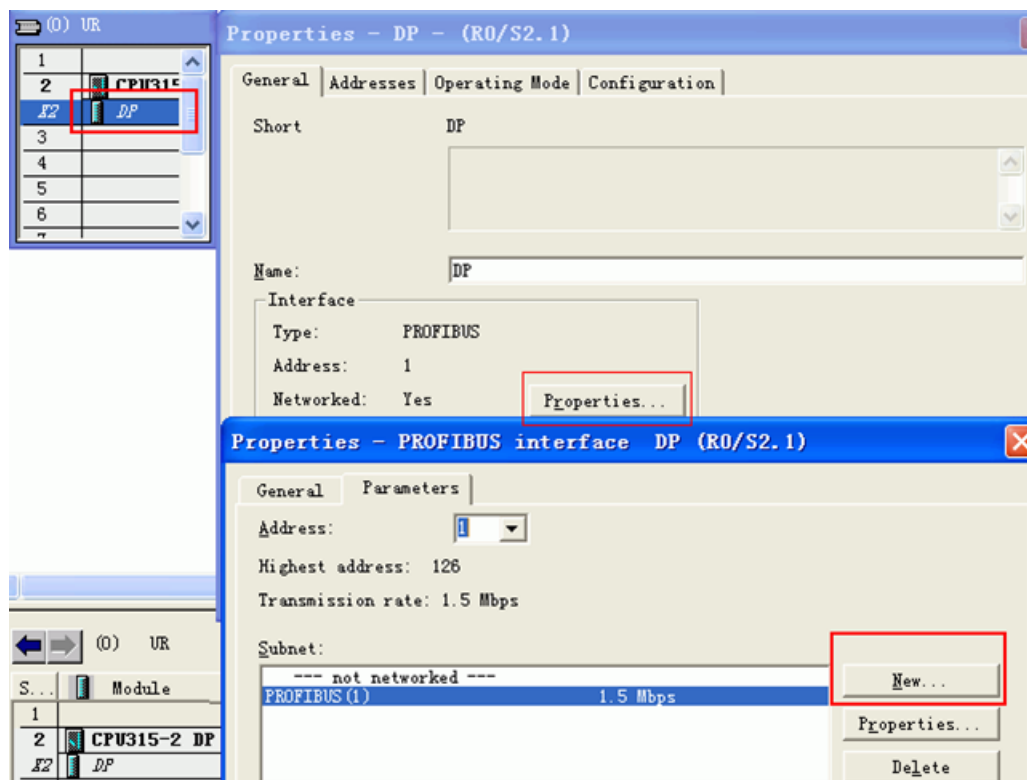 (0) UR
1
2 CPU315
X2 DP
3
4
5
6
Properties - DP - (R0/S2.1)
General Addresses Operating Mode Configuration
Short DP
Name: DP
Interface
Type: PROFIBUS
Address: 1
Networked: Yes Properties...
Properties - PROFIBUS interface DP (R0/S2.1)
General Parameters
Address: 1
Highest address: 126
Transmission rate: 1.5 Mbps
Subnet:
--- not networked ---
PROFIBUS(1) 1.5 Mbps
New...
Properties...
Delete
(0) UR
S... Module
1
2 CPU315-2 DP
X2 DP